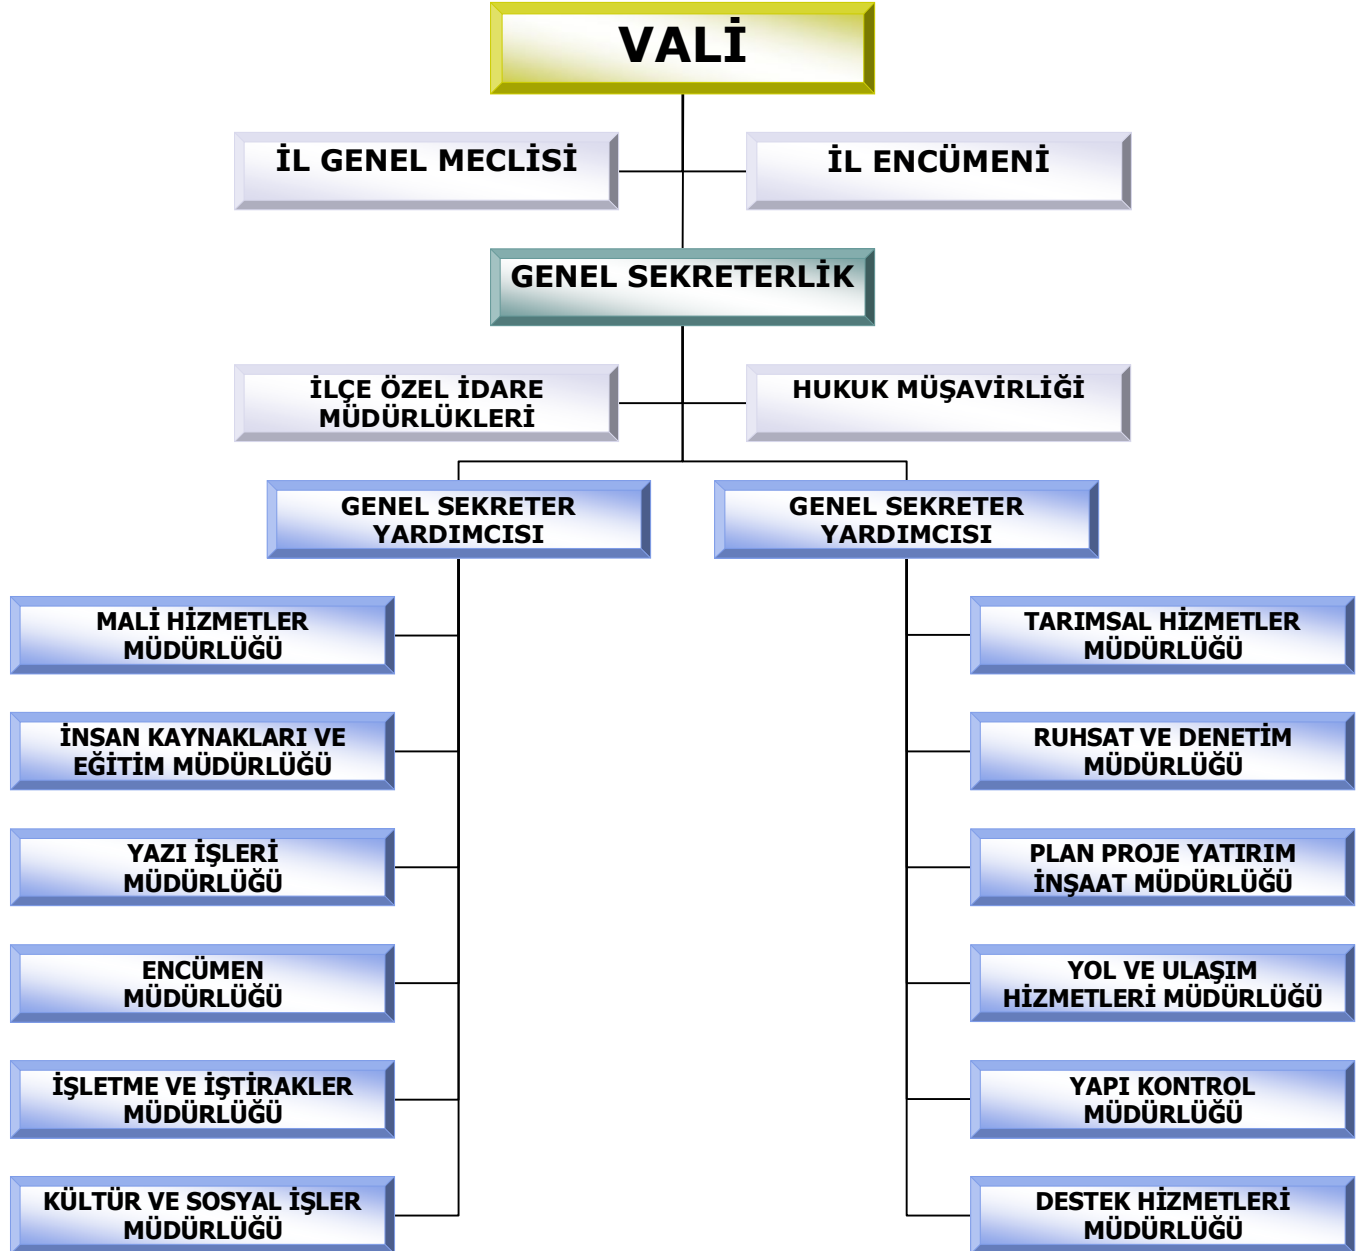 VALİ
İL GENEL MECLİSİ
İL ENCÜMENİ
GENEL SEKRETERLİK
İLÇE ÖZEL İDARE
MÜDÜRLÜKLERİ
HUKUK MÜŞAVİRLİĞİ
GENEL SEKRETER
YARDIMCISI
GENEL SEKRETER
YARDIMCISI
MALİ HİZMETLER
MÜDÜRLÜĞÜ
TARIMSAL HİZMETLER
MÜDÜRLÜĞÜ
İNSAN KAYNAKLARI VE
EĞİTİM MÜDÜRLÜĞÜ
RUHSAT VE DENETİM
MÜDÜRLÜĞÜ
YAZI İŞLERİ
MÜDÜRLÜĞÜ
PLAN PROJE YATIRIM
İNŞAAT MÜDÜRLÜĞÜ
ENCÜMEN
MÜDÜRLÜĞÜ
YOL VE ULAŞIM
HİZMETLERİ MÜDÜRLÜĞÜ
İŞLETME VE İŞTİRAKLER
MÜDÜRLÜĞÜ
YAPI KONTROL
MÜDÜRLÜĞÜ
KÜLTÜR VE SOSYAL İŞLER
MÜDÜRLÜĞÜ
DESTEK HİZMETLERİ
MÜDÜRLÜĞÜ